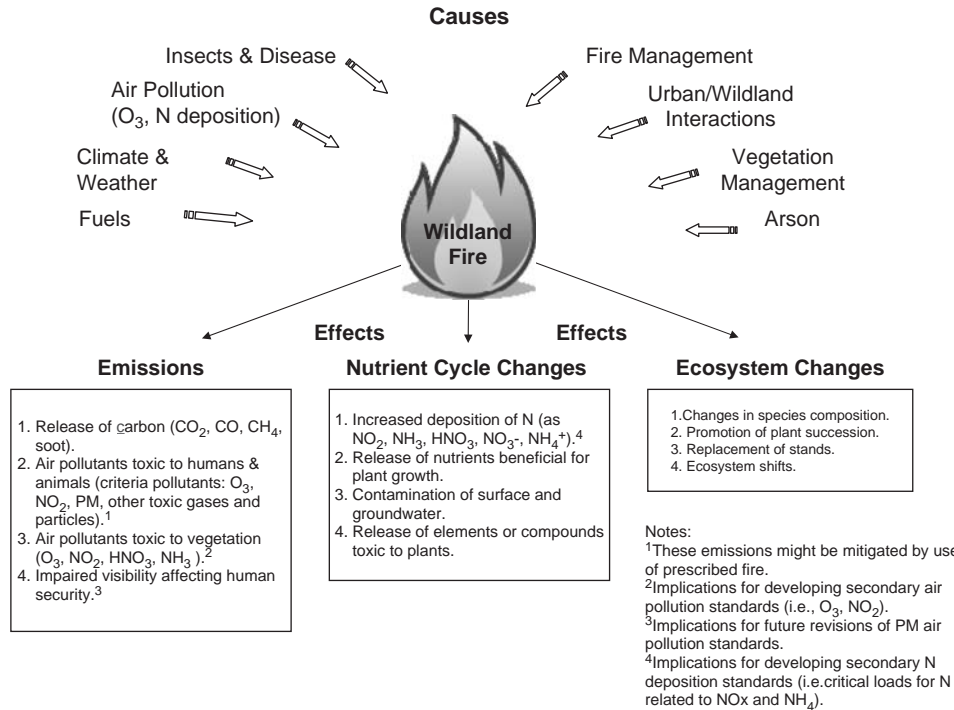 Causes
Insects & Disease
Air Pollution
(O3, N deposition)
Climate &
Weather
Fuels
Fire Management
Urban/Wildland
Interactions
Vegetation
Management
Arson
Wildland
Fire
Effects
Effects
Emissions
1. Release of carbon (CO2, CO, CH4,
soot).
2. Air pollutants toxic to humans &
animals (criteria pollutants: O3,
NO2, PM, other toxic gases and
particles).1
3. Air pollutants toxic to vegetation
(O3, NO2, HNO3, NH3 ).2
4. Impaired visibility affecting human
security.3
Nutrient Cycle Changes
1. Increased deposition of N (as
NO2, NH3, HNO3, NO3-, NH4+).4
2. Release of nutrients beneficial for
plant growth.
3. Contamination of surface and
groundwater.
4. Release of elements or compounds
toxic to plants.
Ecosystem Changes
1.Changes in species composition.
2. Promotion of plant succession.
3. Replacement of stands.
4. Ecosystem shifts.
Notes:
1These emissions might be mitigated by use
of prescribed fire.
2Implications for developing secondary air
pollution standards (i.e., O3, NO2).
3Implications for future revisions of PM air
pollution standards.
4Implications for developing secondary N
deposition standards (i.e.critical loads for N
related to NOx and NH4).